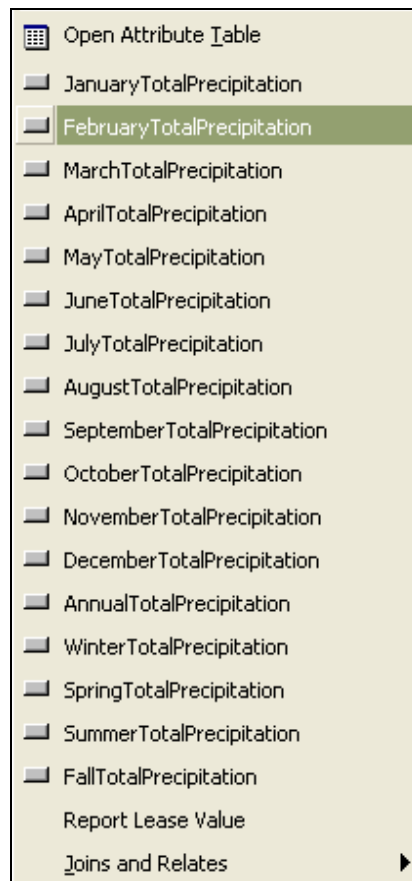 Open Attribute Table
JanuaryTotalPrecipitation
FebruaryTotalPrecipitation
MarchTotalPrecipitation
AprilTotalPrecipitation
MayTotalPrecipitation
JuneTotalPrecipitation
JulyTotalPrecipitation
AugustTotalPrecipitation
SeptemberTotalPrecipitation
OctoberTotalPrecipitation
NovemberTotalPrecipitation
DecemberTotalPrecipitation
AnnualTotalPrecipitation
WinterTotalPrecipitation
SpringTotalPrecipitation
SummerTotalPrecipitation
FallTotalPrecipitation
Report Lease Value
Joins and Relates